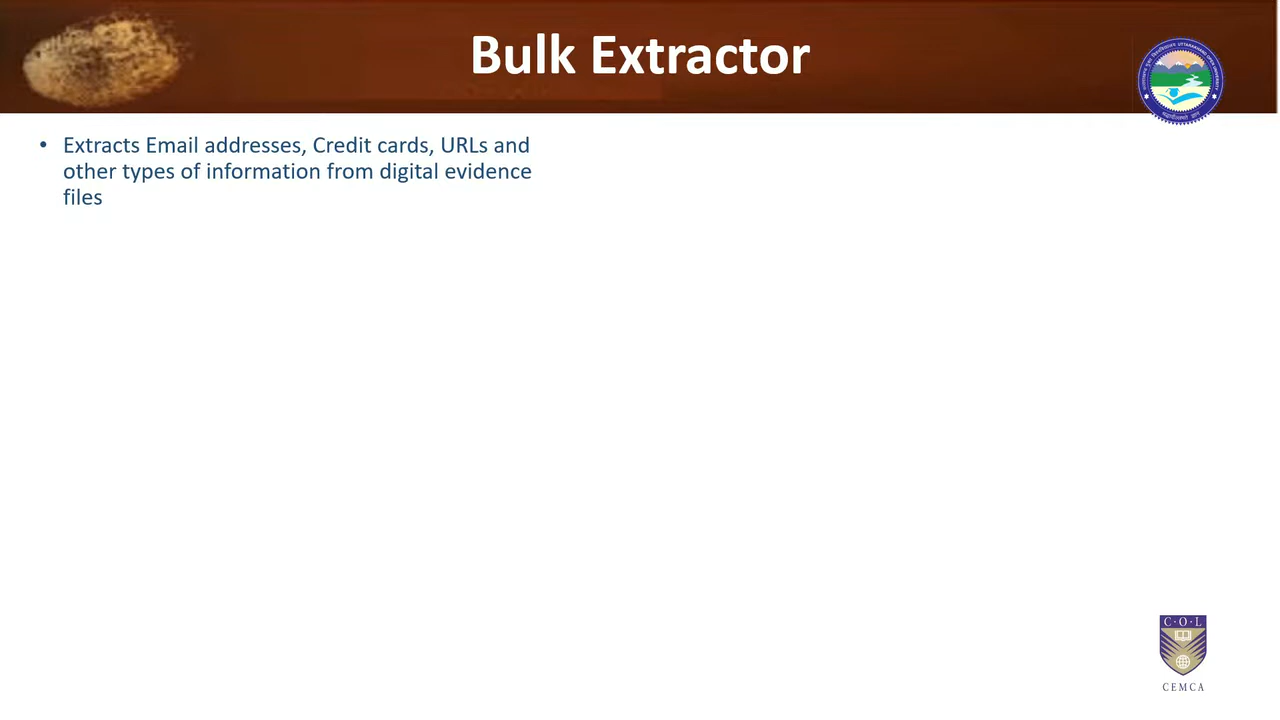 Bulk Extractor
• Extracts Email addresses, Credit cards, URLs and
other types of information from digital evidence
files
C·O·L
CEMCA